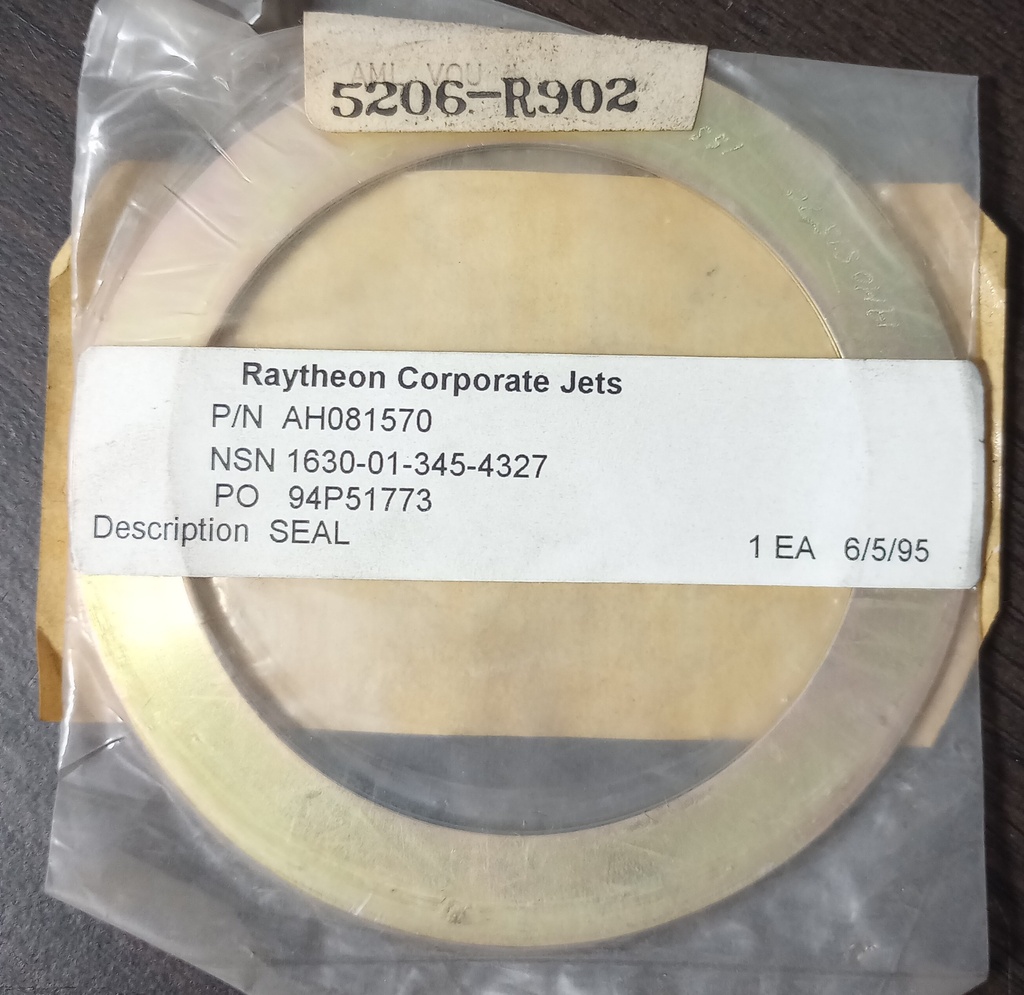 5206-R902
Raytheon Corporate Jets
P/N AH081570
NSN 1630-01-345-4327
PO 94P51773
Description SEAL
1 EA 6/5/95